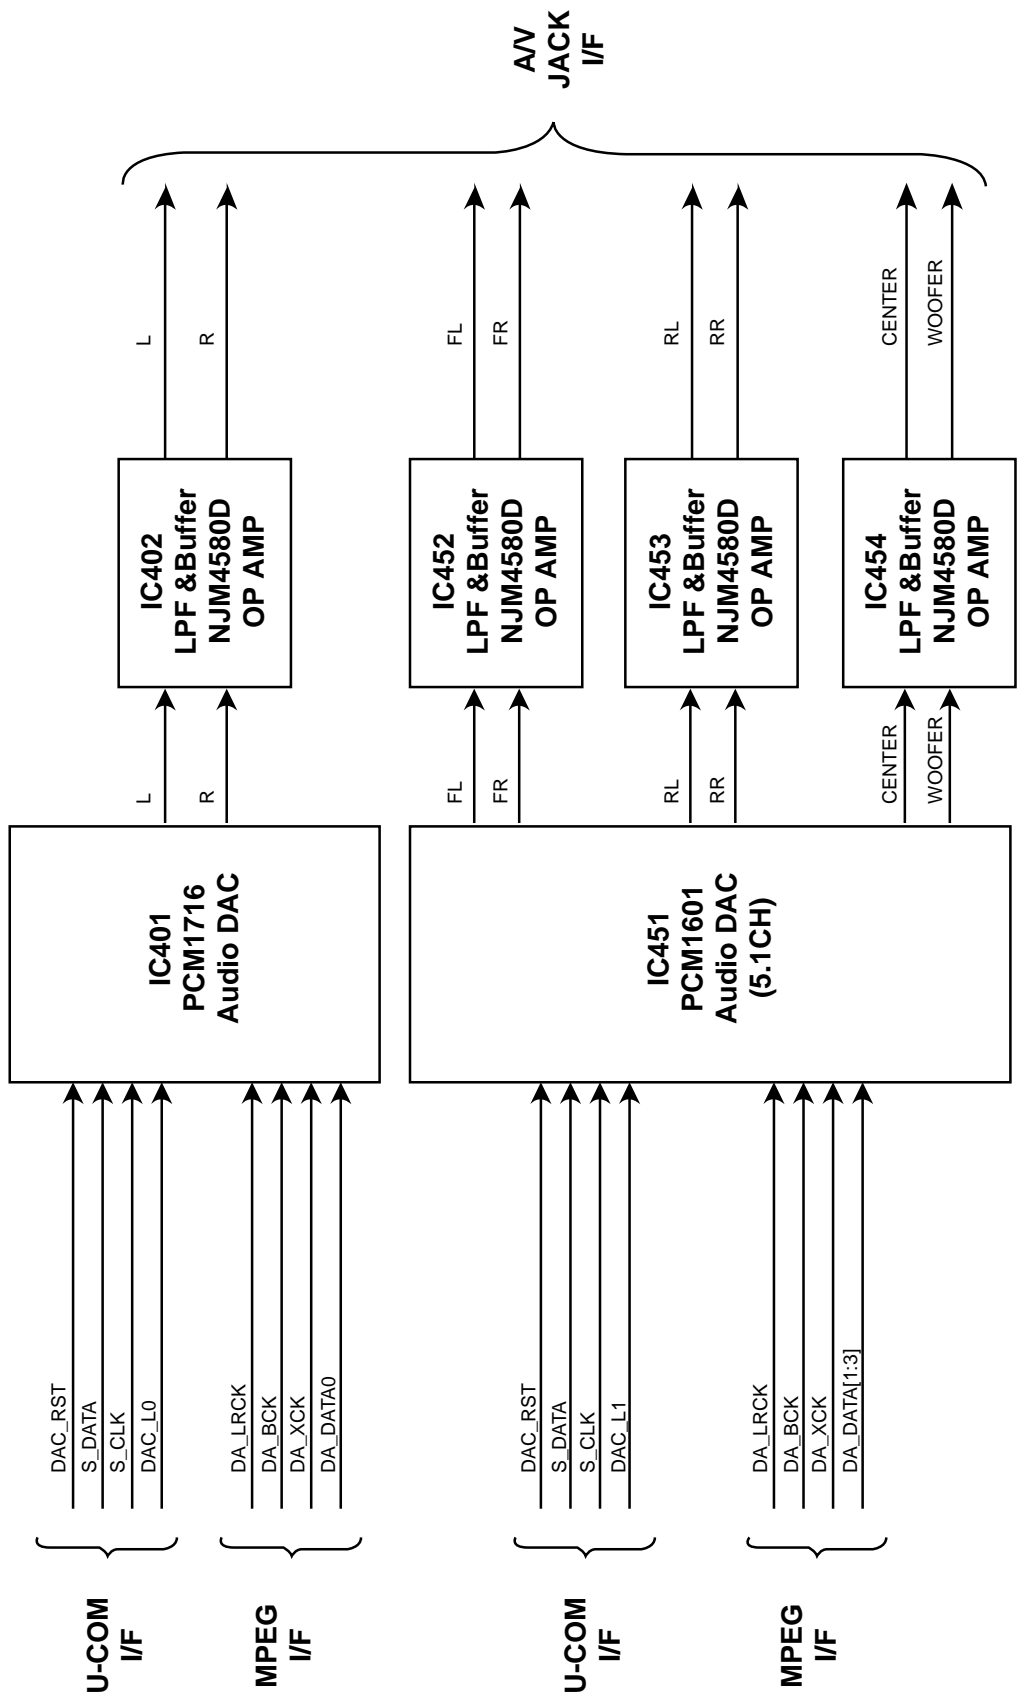 U-COM
I/F
DAC_RST
S_DATA
S_CLK
DAC_L0
MPEG
I/F
DA_LRCK
DA_BCK
DA_XCK
DA_DATA0
IC401
PCM1716
Audio DAC
L
R
IC402
LPF &Buffer
NJM4580D
OP AMP
L
R
U-COM
I/F
DAC_RST
S_DATA
S_CLK
DAC_L1
MPEG
I/F
DA_LRCK
DA_BCK
DA_XCK
DA_DATA[1:3]
IC451
PCM1601
Audio DAC
(5.1CH)
FL
FR
RL
RR
CENTER
WOOFER
IC452
LPF &Buffer
NJM4580D
OP AMP
IC453
LPF &Buffer
NJM4580D
OP AMP
IC454
LPF &Buffer
NJM4580D
OP AMP
FL
FR
RL
RR
CENTER
WOOFER
A/V
JACK
I/F